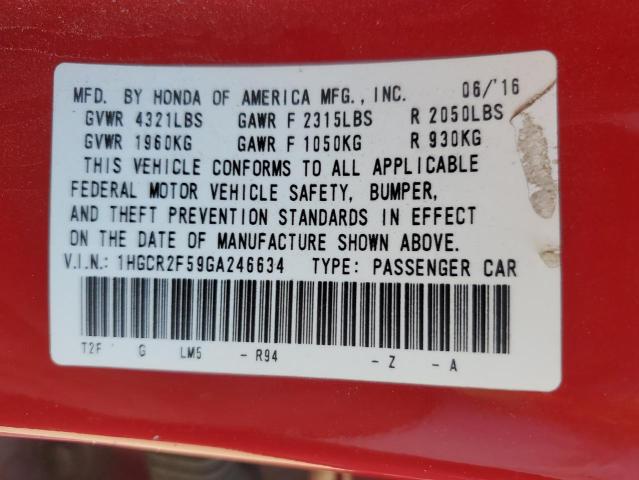 MFD. BY HONDA OF AMERICA MFG., INC. 06/'16
GVWR 4321LBS GAWR F 2315LBS R 2050LBS
GVWR 1960KG GAWR F 1050KG R 930KG
THIS VEHICLE CONFORMS TO ALL APPLICABLE
FEDERAL MOTOR VEHICLE SAFETY, BUMPER,
AND THEFT PREVENTION STANDARDS IN EFFECT
ON THE DATE OF MANUFACTURE SHOWN ABOVE.
V.I.N.: 1HGCR2F59GA246634 TYPE: PASSENGER CAR
T2F G LM5 - R94 - Z - A